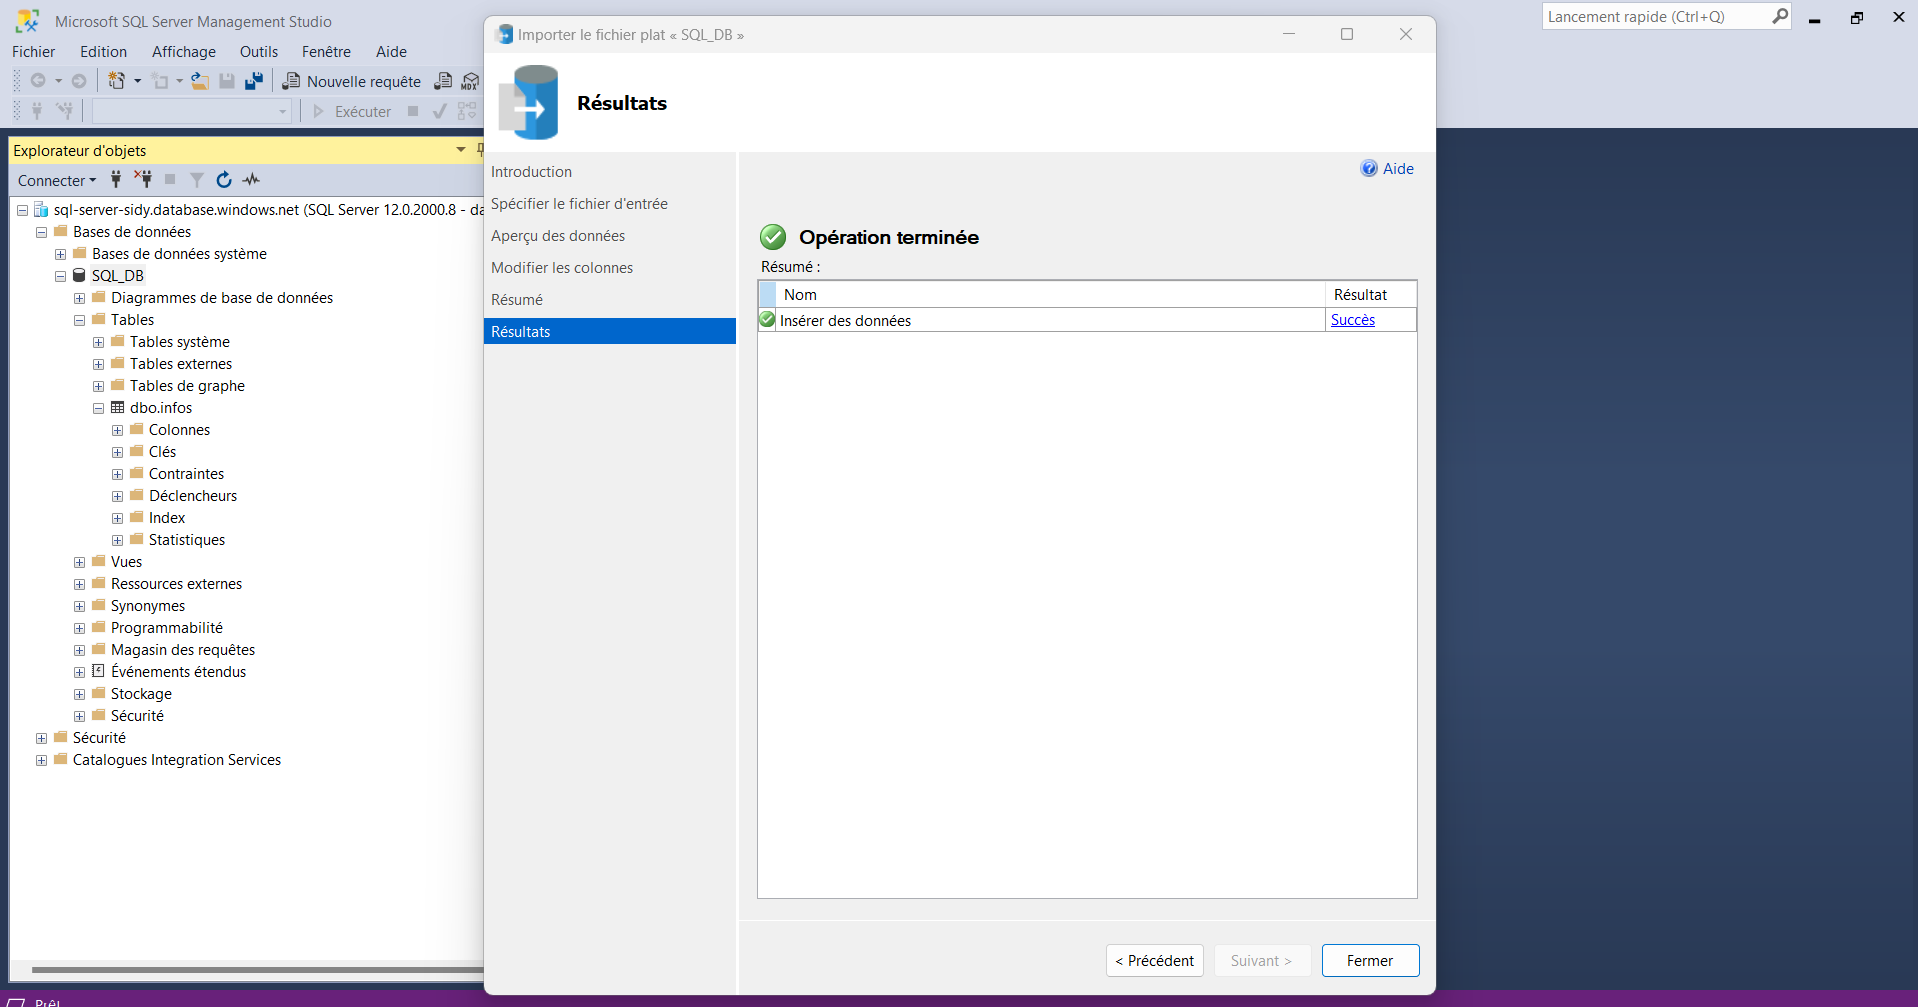 Microsoft SQL Server Management Studio
Lancement rapide (Ctrl+Q)
Fichier Edition Affichage Outils Fenêtre Aide
Nouvelle requête MDX
Exécuter
Explorateur d'objets
Connecter
sql-server-sidy.database.windows.net (SQL Server 12.0.2000.8 - da
Bases de données
Bases de données système
SQL_DB
Diagrammes de base de données
Tables
Tables système
Tables externes
Tables de graphe
dbo.infos
Colonnes
Clés
Contraintes
Déclencheurs
Index
Statistiques
Vues
Ressources externes
Synonymes
Programmabilité
Magasin des requêtes
Événements étendus
Stockage
Sécurité
Sécurité
Catalogues Integration Services
Importer le fichier plat « SQL_DB »
Résultats
Introduction
Spécifier le fichier d'entrée
Aperçu des données
Modifier les colonnes
Résumé
Résultats
Aide
Opération terminée
Résumé :
Nom Résultat
Insérer des données Succès
< Précédent Suivant > Fermer